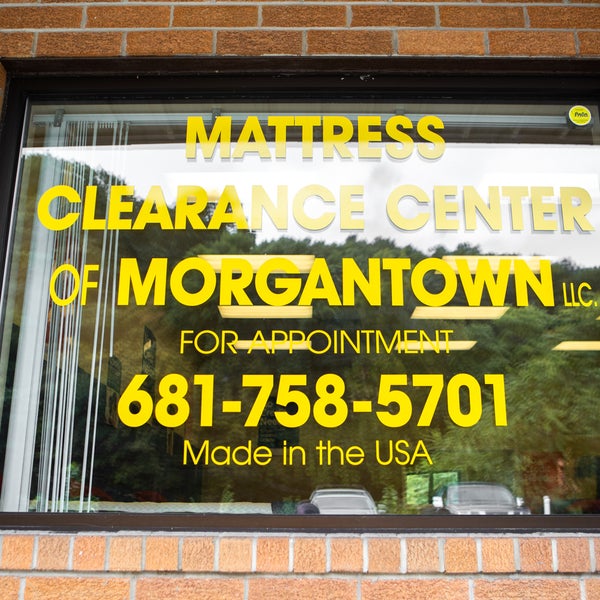 MATTRESS
CLEARANCE CENTER
OF MORGANTOWN LLC.
FOR APPOINTMENT
681-758-5701
Made in the USA